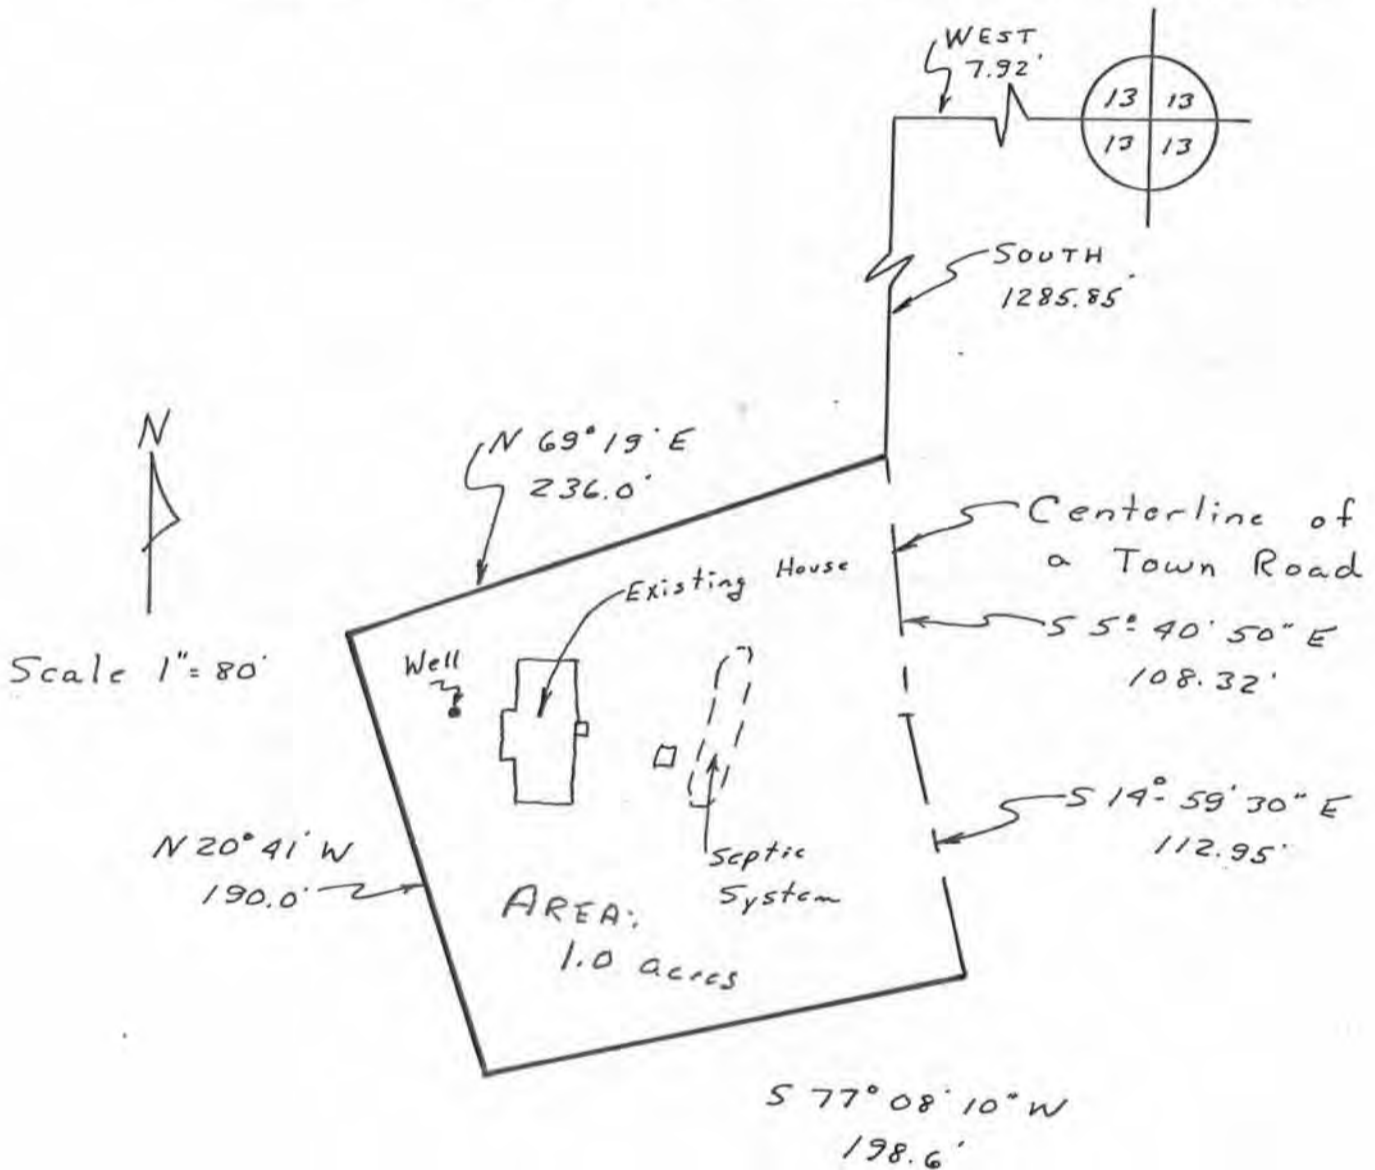 WEST
7.92'
13 13
13 13
SOUTH
1285.85'
N
Scale 1"=80'
N 69° 19' E
236.0'
Centerline of
a Town Road
Existing House
S 5° 40' 50" E
108.32'
Well
S 14° 59' 30" E
112.95'
N 20° 41' W
190.0'
Septic
System
AREA:
1.0 acres
S 77° 08' 10" W
198.6'